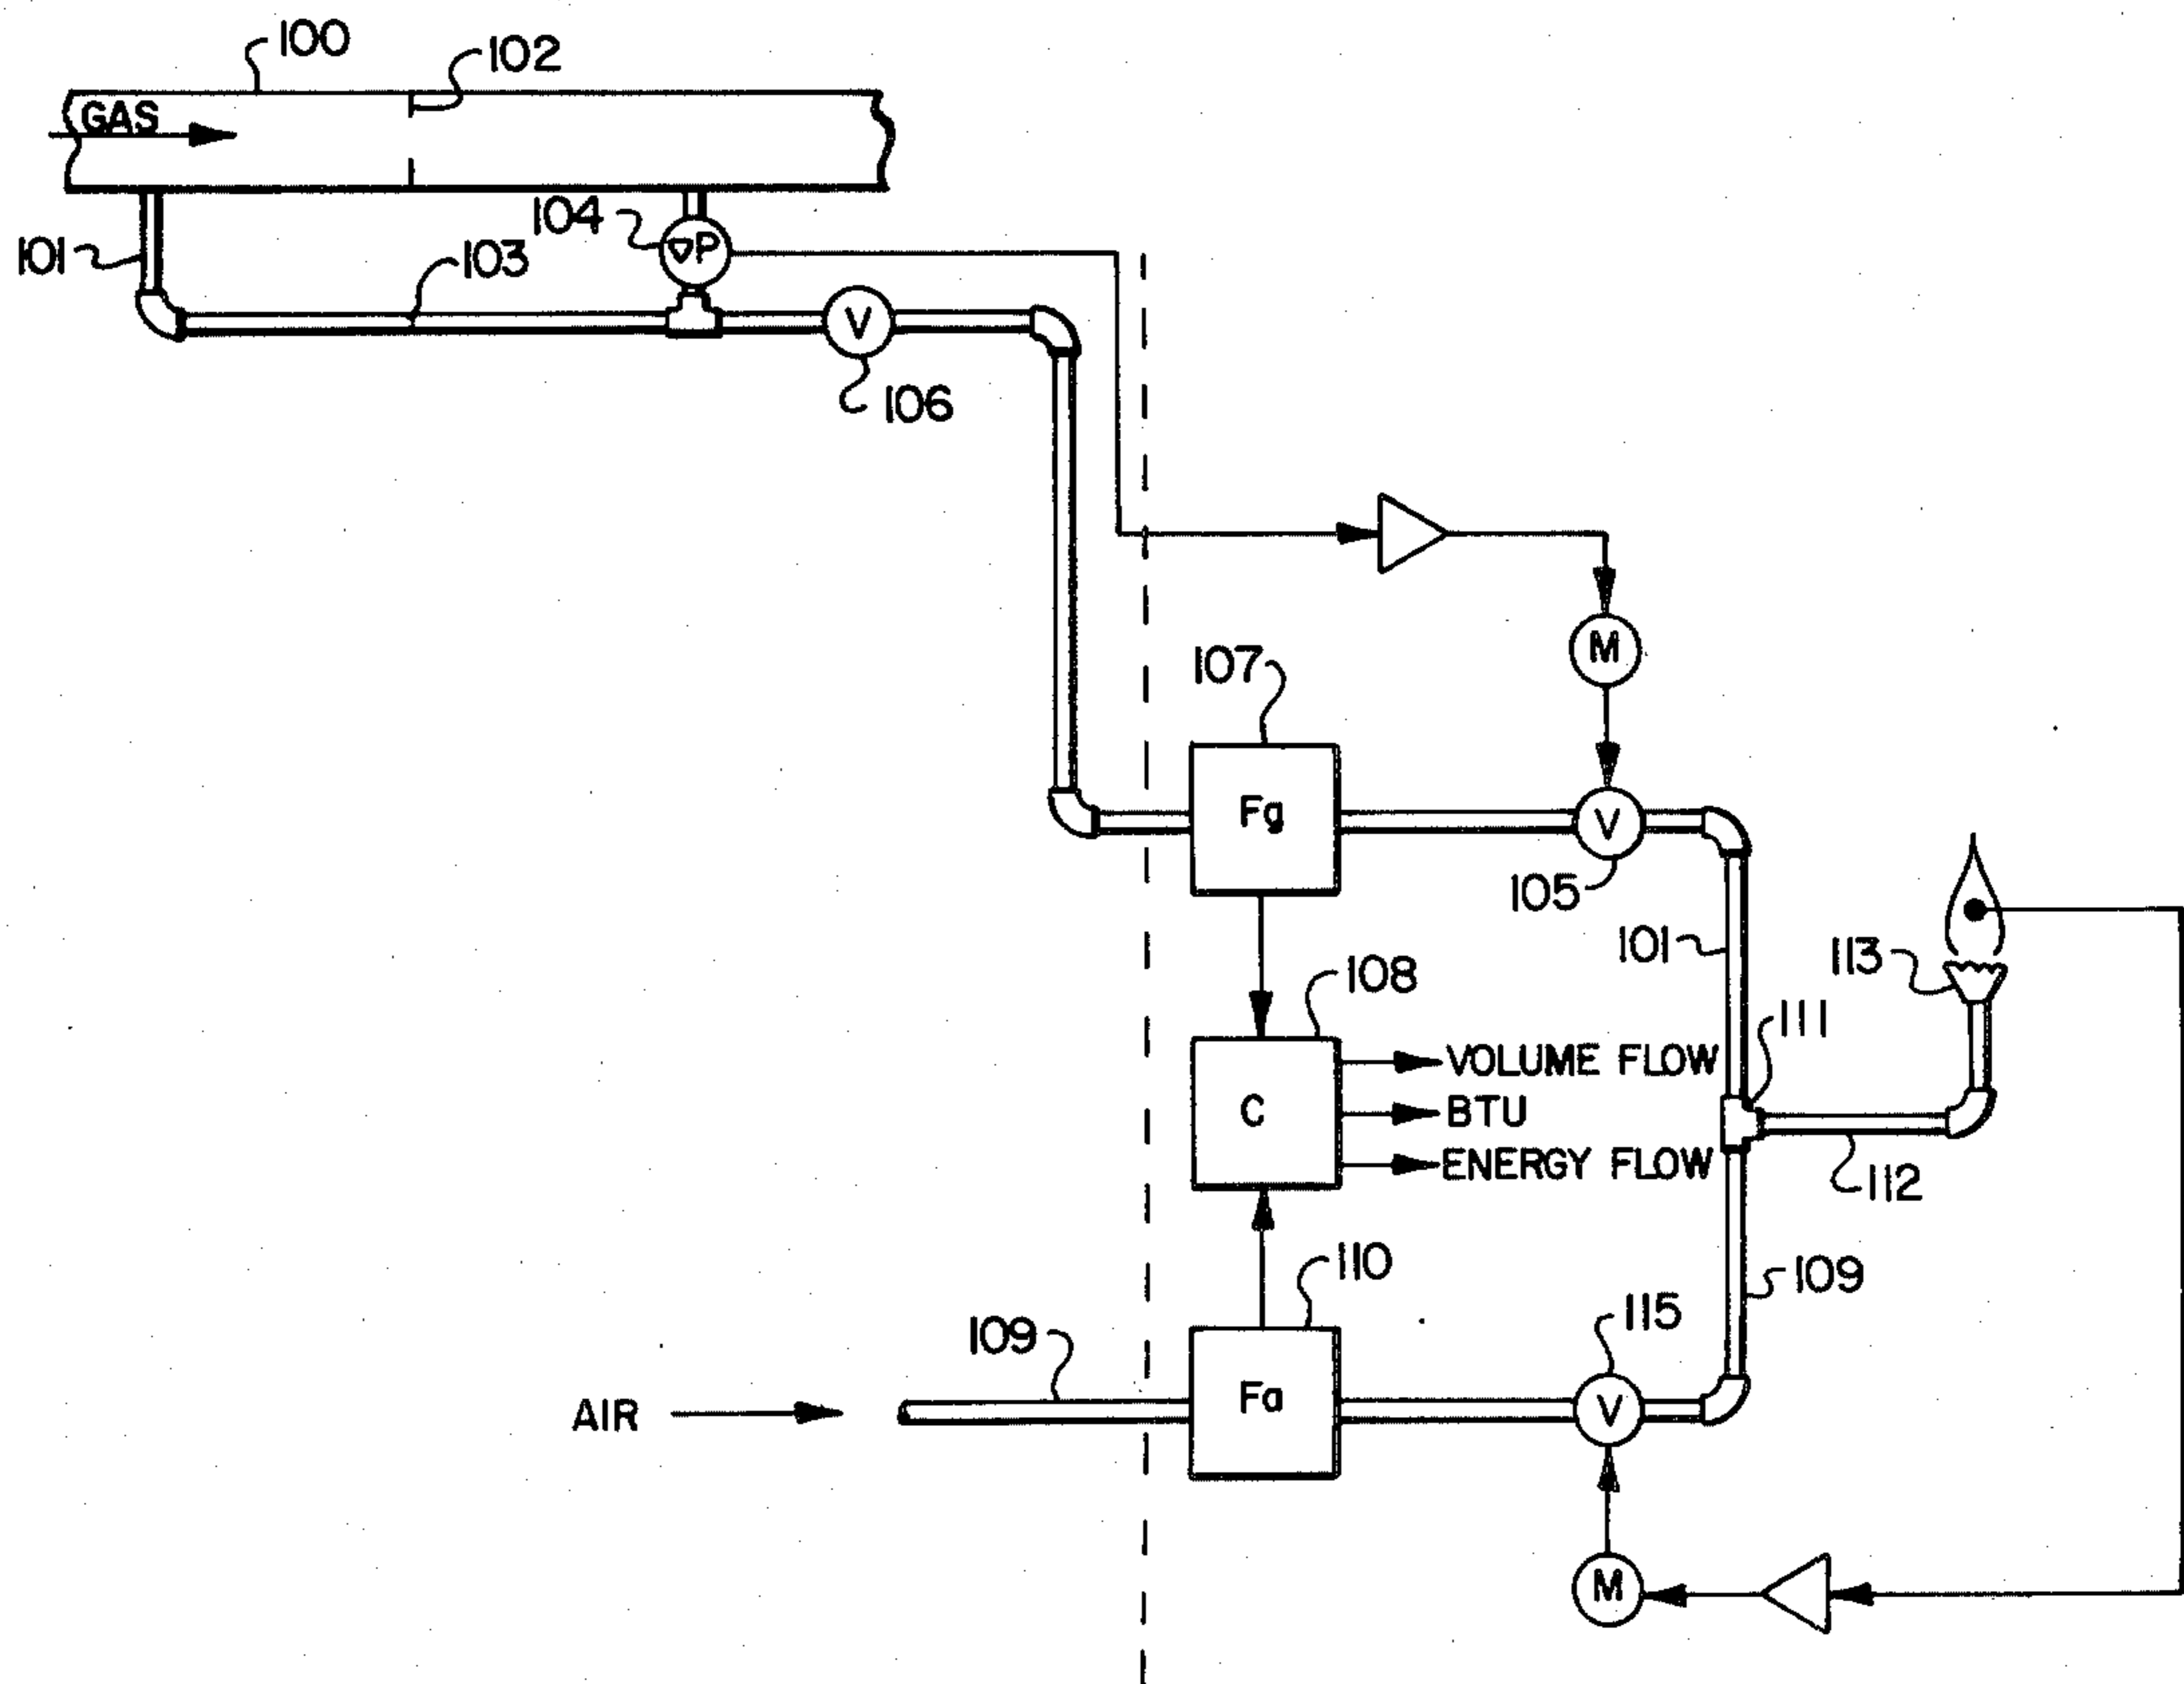 100
102
GAS
104
▽P
101
103
V
106
M
107
Fg
V
105
101
113
108
111
VOLUME FLOW
C
BTU
ENERGY FLOW
112
110
109
115
109
Fa
V
AIR
M